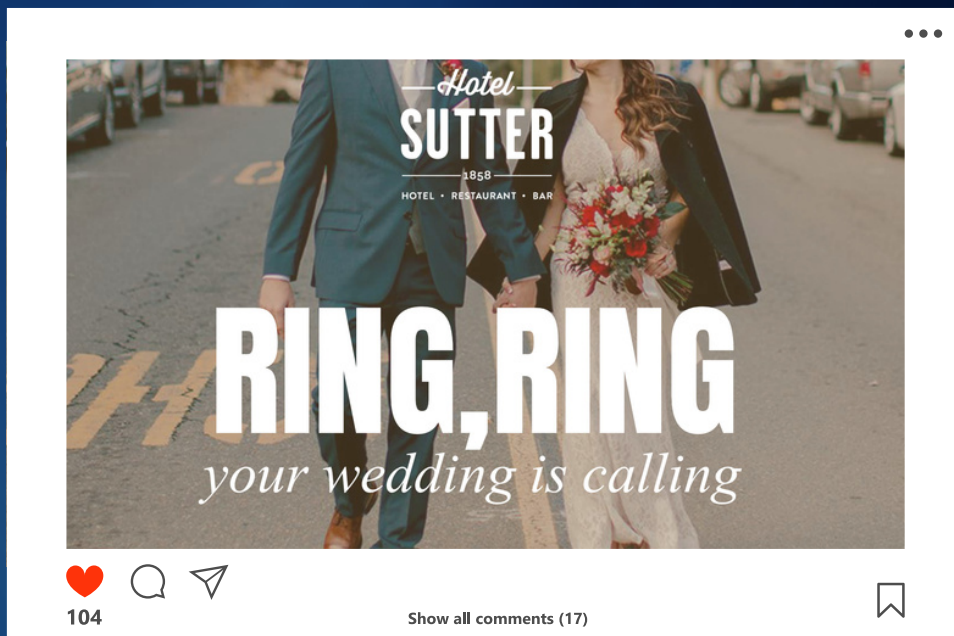 Hotel
SUTTER
1858
HOTEL • RESTAURANT • BAR
RING,RING
your wedding is calling
104
Show all comments (17)